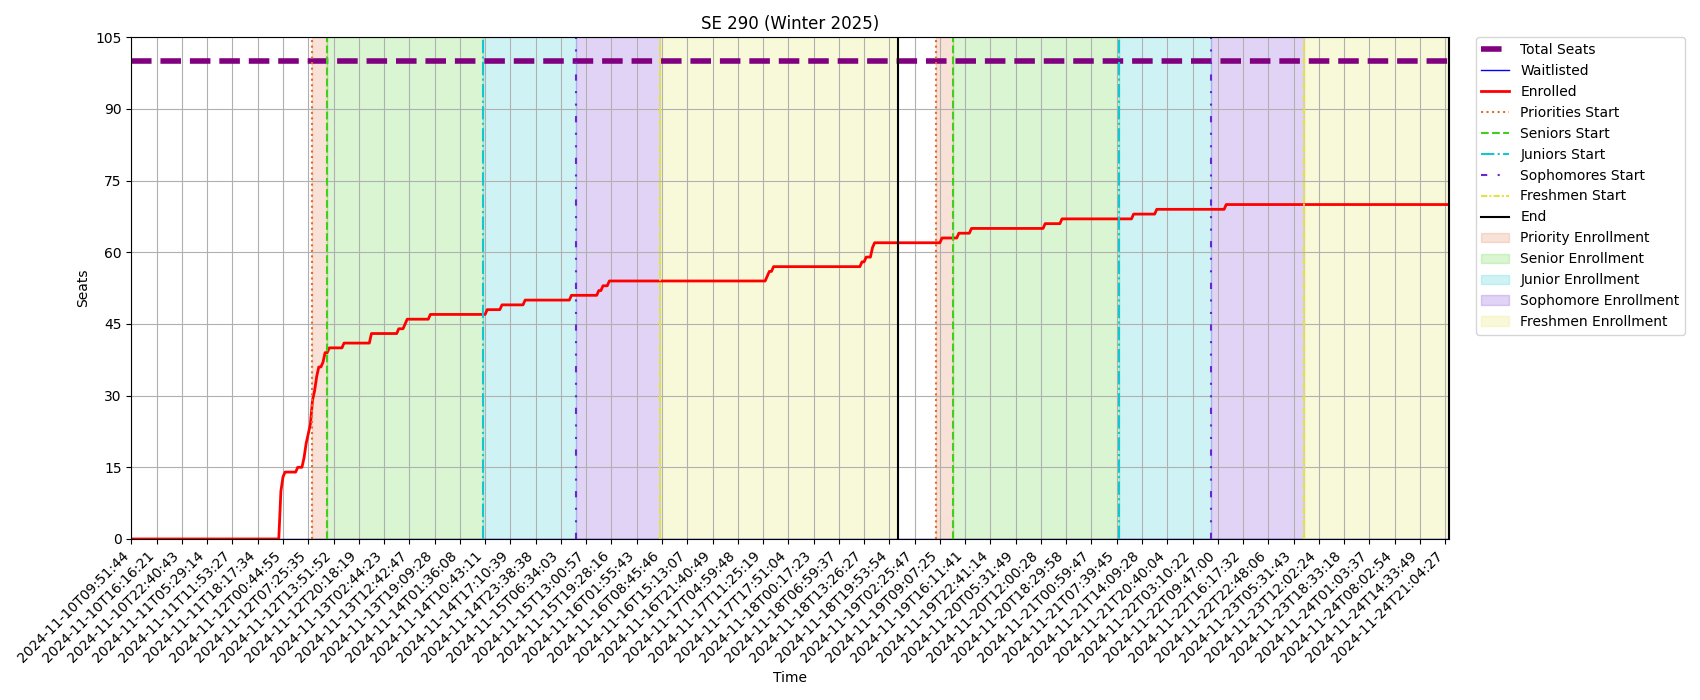 SE 290 (Winter 2025)
105
90
75
60
45
30
15
0
Seats
2024-11-10T09:51:44
2024-11-10T16:16:21
2024-11-10T22:40:43
2024-11-11T05:29:14
2024-11-11T11:53:27
2024-11-11T18:17:34
2024-11-12T00:44:55
2024-11-12T07:25:35
2024-11-12T13:51:52
2024-11-12T20:18:19
2024-11-13T02:44:23
2024-11-13T12:42:47
2024-11-13T19:09:28
2024-11-14T01:36:08
2024-11-14T10:43:11
2024-11-14T17:10:39
2024-11-14T23:38:38
2024-11-15T06:34:03
2024-11-15T13:00:57
2024-11-15T19:28:16
2024-11-16T01:55:43
2024-11-16T08:45:46
2024-11-16T15:13:07
2024-11-16T21:40:49
2024-11-17T04:59:48
2024-11-17T11:25:19
2024-11-17T17:51:04
2024-11-18T00:17:23
2024-11-18T06:59:37
2024-11-18T13:26:27
2024-11-18T19:53:54
2024-11-19T02:25:47
2024-11-19T09:07:25
2024-11-19T16:11:41
2024-11-19T22:41:14
2024-11-20T05:31:49
2024-11-20T12:00:28
2024-11-20T18:29:58
2024-11-21T00:59:47
2024-11-21T07:39:45
2024-11-21T14:09:28
2024-11-21T20:40:04
2024-11-22T03:10:22
2024-11-22T09:47:00
2024-11-22T16:17:32
2024-11-22T22:48:06
2024-11-23T05:31:43
2024-11-23T12:02:24
2024-11-23T18:33:18
2024-11-24T01:03:37
2024-11-24T08:02:54
2024-11-24T14:33:49
2024-11-24T21:04:27
Time
Total Seats
Waitlisted
Enrolled
Priorities Start
Seniors Start
Juniors Start
Sophomores Start
Freshmen Start
End
Priority Enrollment
Senior Enrollment
Junior Enrollment
Sophomore Enrollment
Freshmen Enrollment